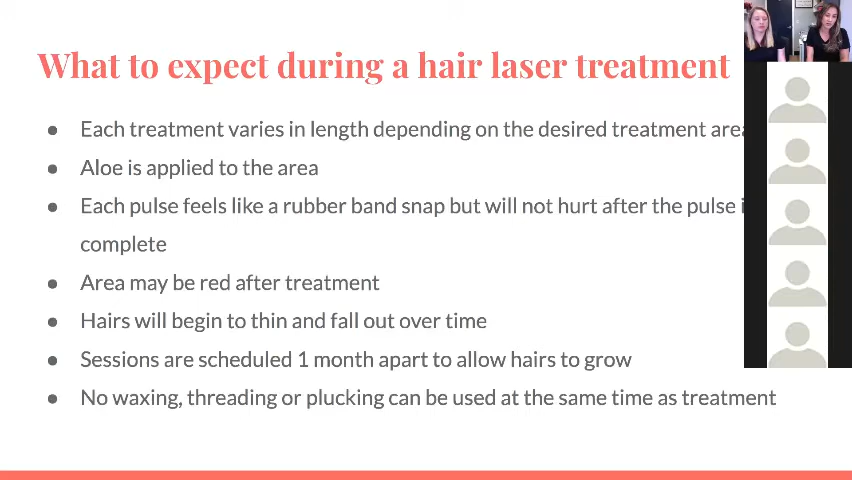 What to expect during a hair laser treatment
● Each treatment varies in length depending on the desired treatment area
● Aloe is applied to the area
● Each pulse feels like a rubber band snap but will not hurt after the pulse
complete
● Area may be red after treatment
● Hairs will begin to thin and fall out over time
● Sessions are scheduled 1 month apart to allow hairs to grow
● No waxing, threading or plucking can be used at the same time as treatment